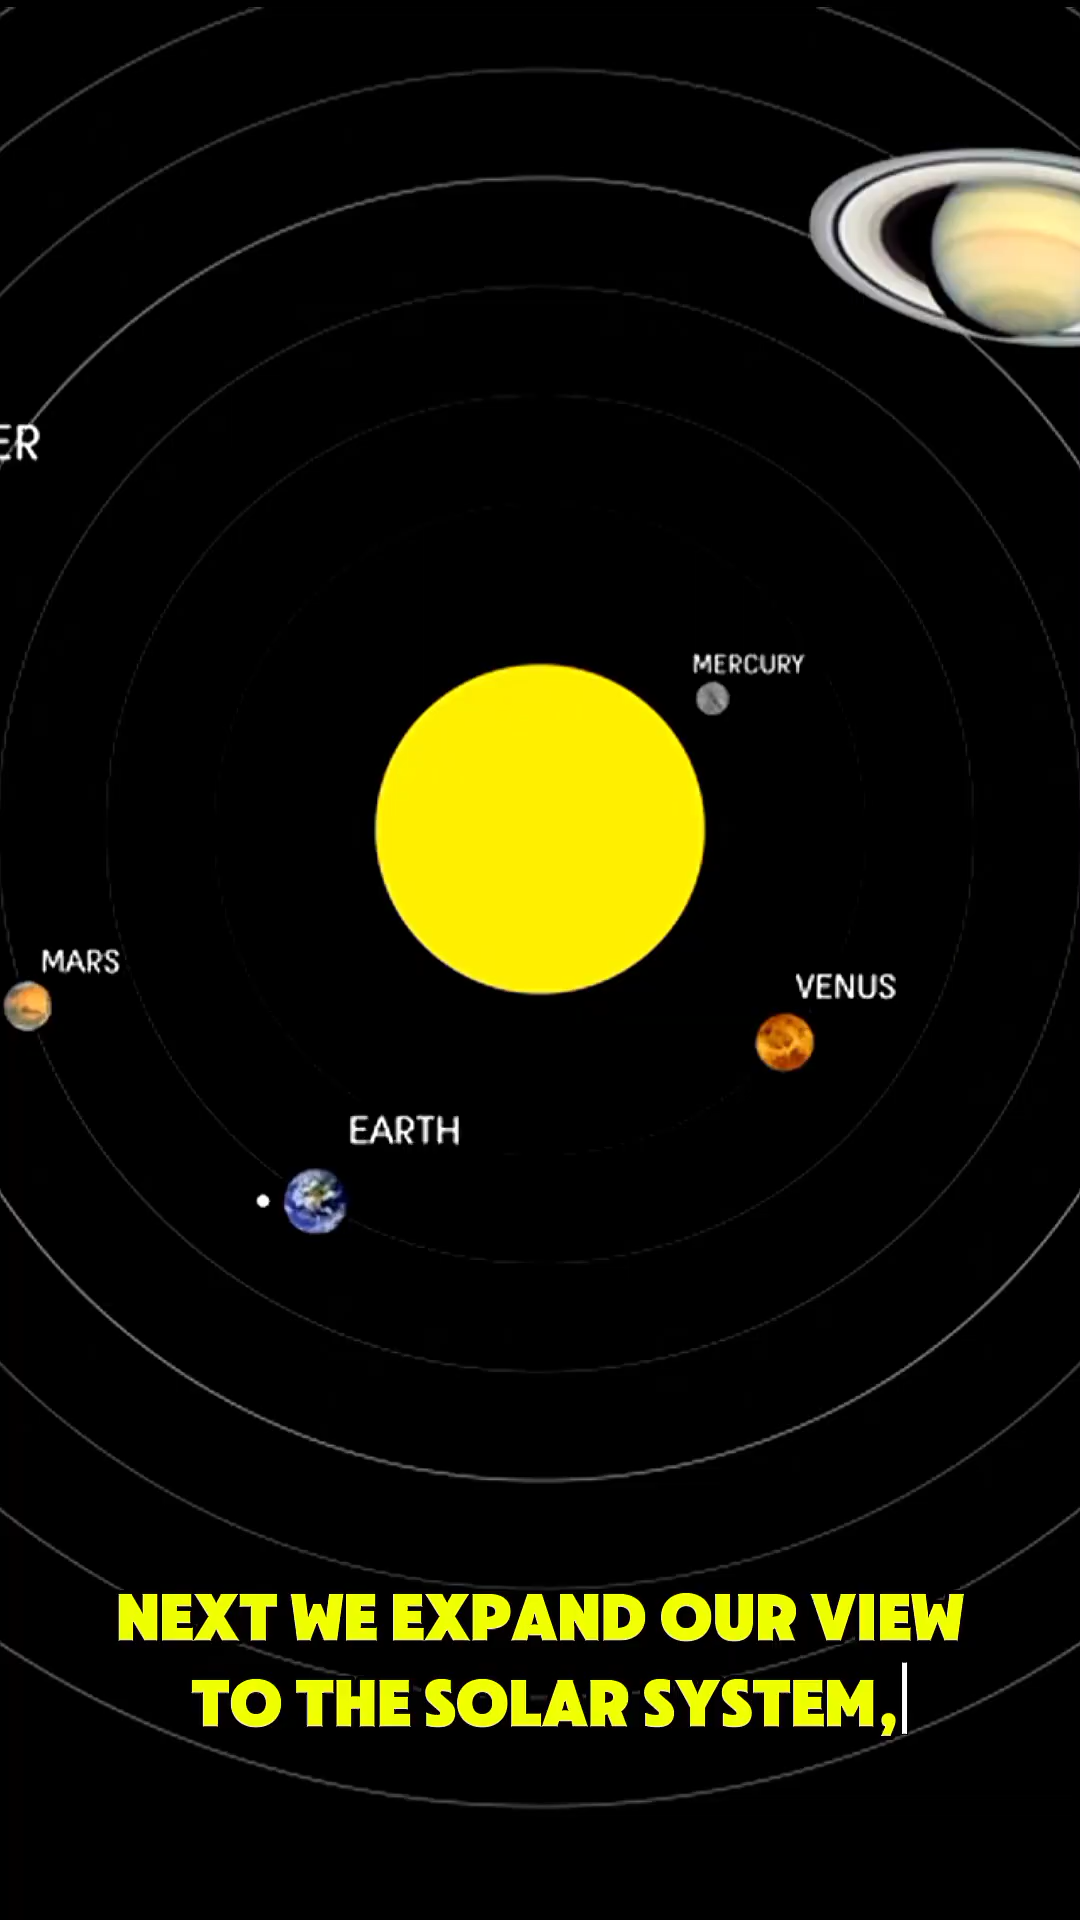 ER
MERCURY
MARS
VENUS
EARTH
NEXT WE EXPAND OUR VIEW
TO THE SOLAR SYSTEM,